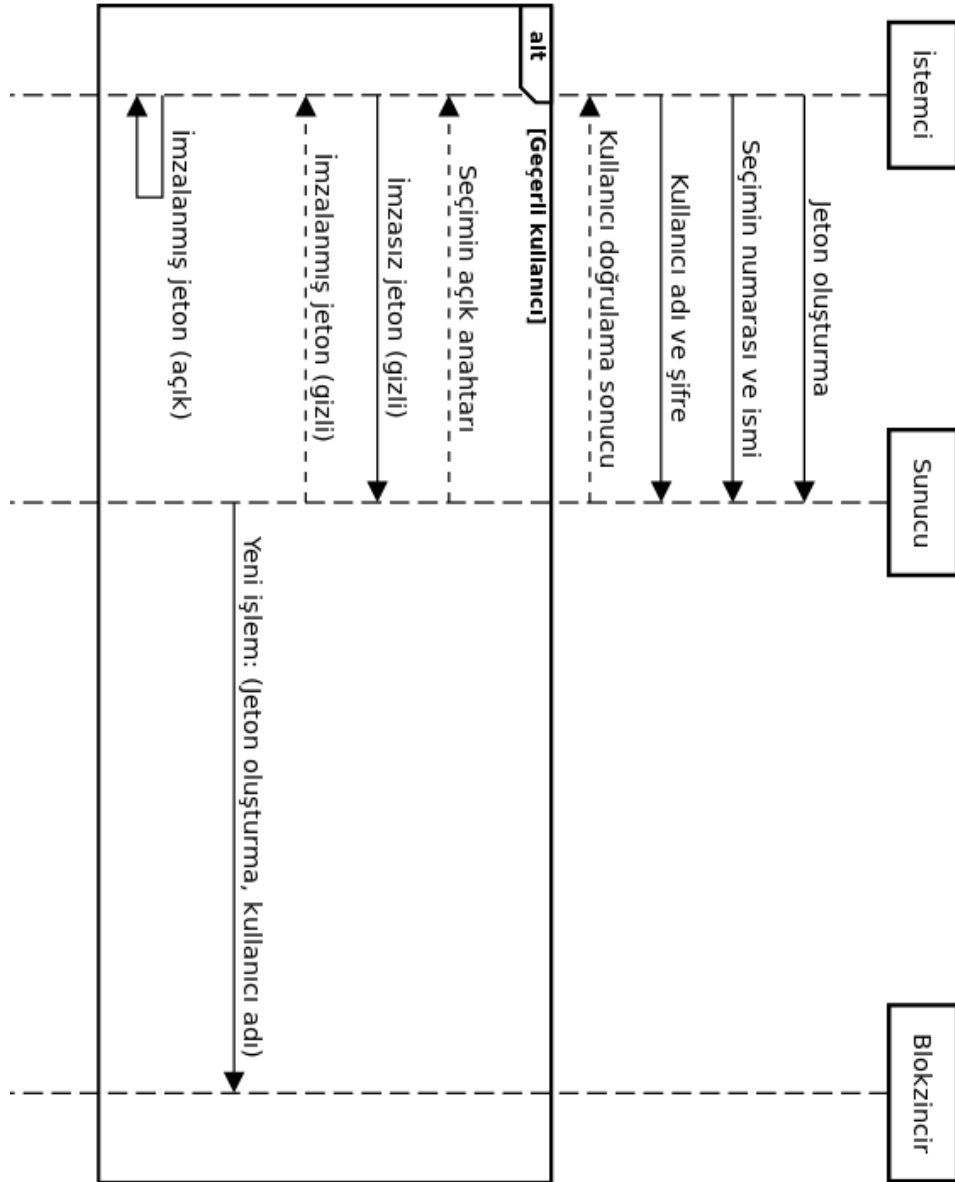 İstemci
Sunucu
Blokzincir
Jeton oluşturma
Seçimin numarası ve ismi
Kullanıcı adı ve şifre
Kullanıcı doğrulama sonucu
alt
[Geçerli kullanıcı]
Seçimin açık anahtarı
İmzasız jeton (gizli)
İmzalanmış jeton (gizli)
Yeni işlem: (Jeton oluşturma, kullanıcı adı)
İmzalanmış jeton (açık)